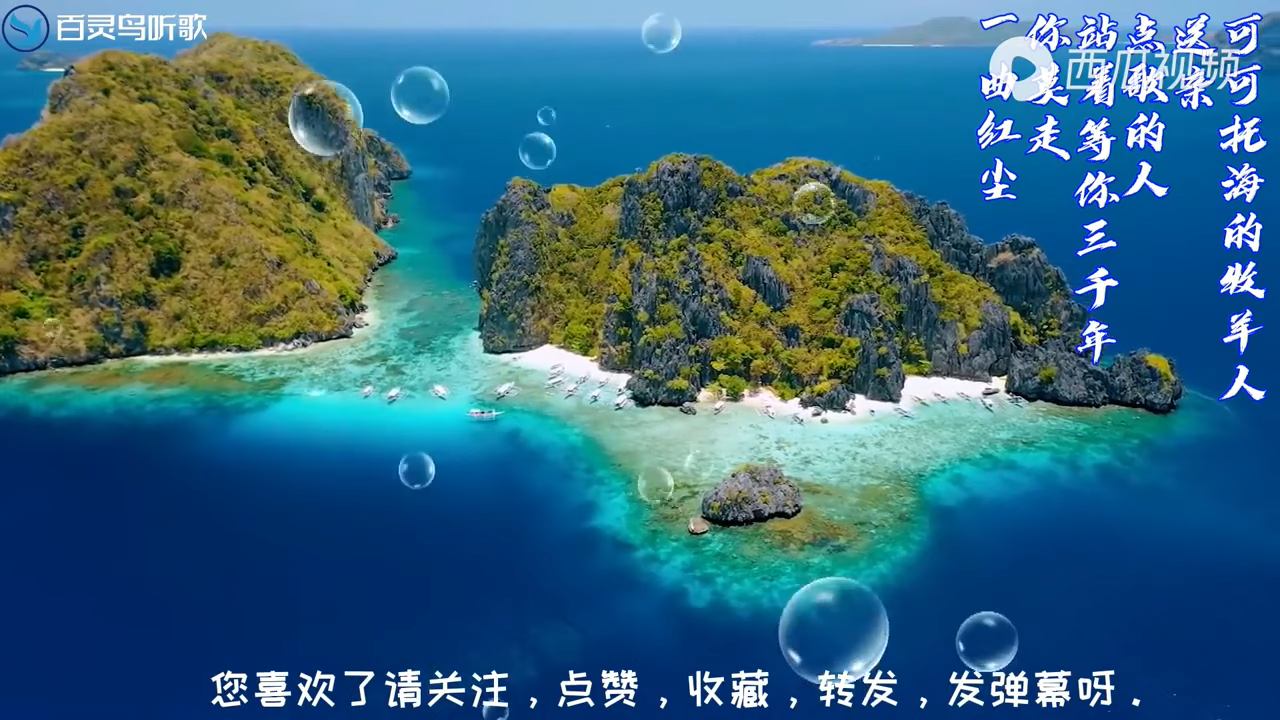 百灵鸟听歌
西瓜视频
可可托海的牧羊人
送亲
点歌的人
站着等你三千年
你莫走
一曲红尘
您喜欢了请关注，点赞，收藏，转发，发弹幕呀．